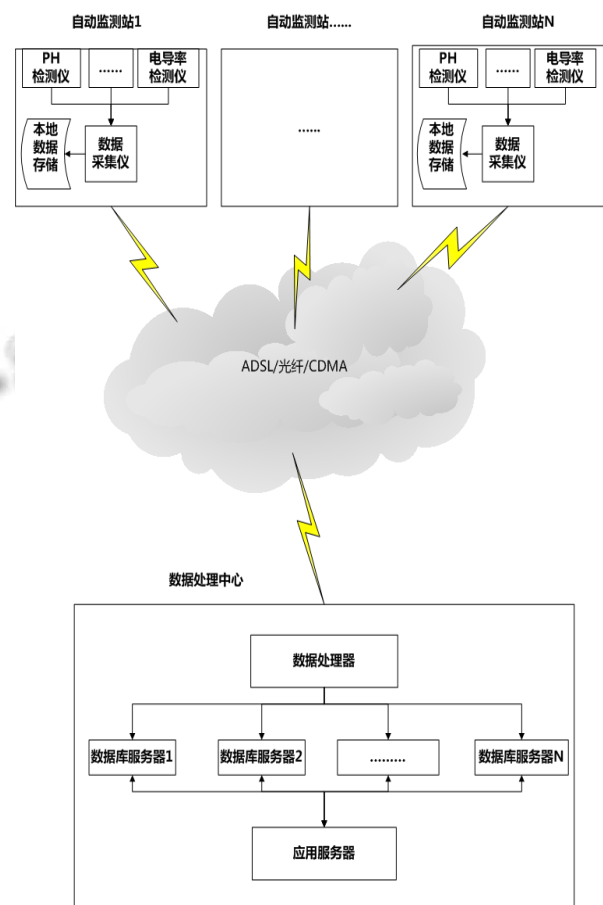 自动监测站1
自动监测站......
自动监测站N
PH
检测仪
......
电导率
检测仪
本地
数据
存储
数据
采集仪
......
PH
检测仪
......
电导率
检测仪
本地
数据
存储
数据
采集仪
ADSL/光纤/CDMA
数据处理中心
数据处理器
数据库服务器1
数据库服务器2
.........
数据库服务器N
应用服务器